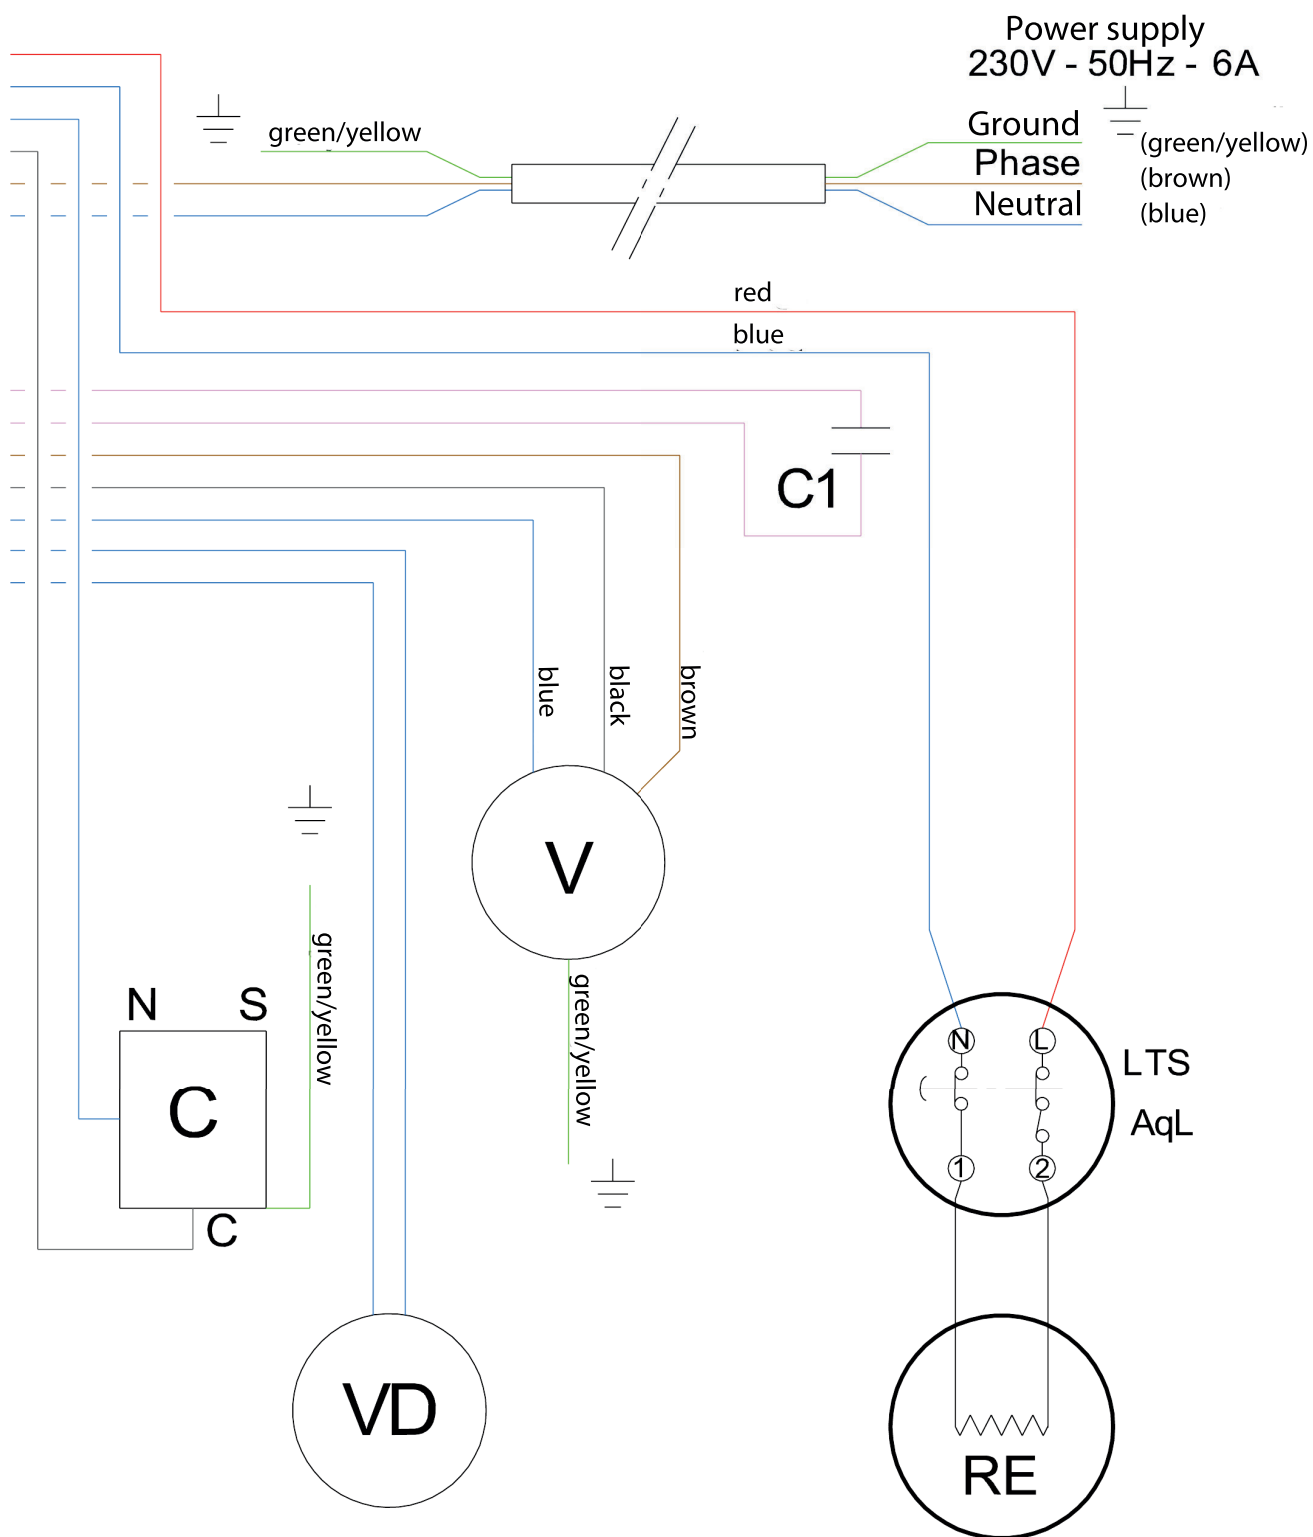 Power supply
230V - 50Hz - 6A
green/yellow
Ground
(green/yellow)
Phase
(brown)
Neutral
(blue)
red
blue
C1
blue
black
brown
V
green/yellow
green/yellow
N S
C
C
VD
N L
LTS
AqL
1 2
RE